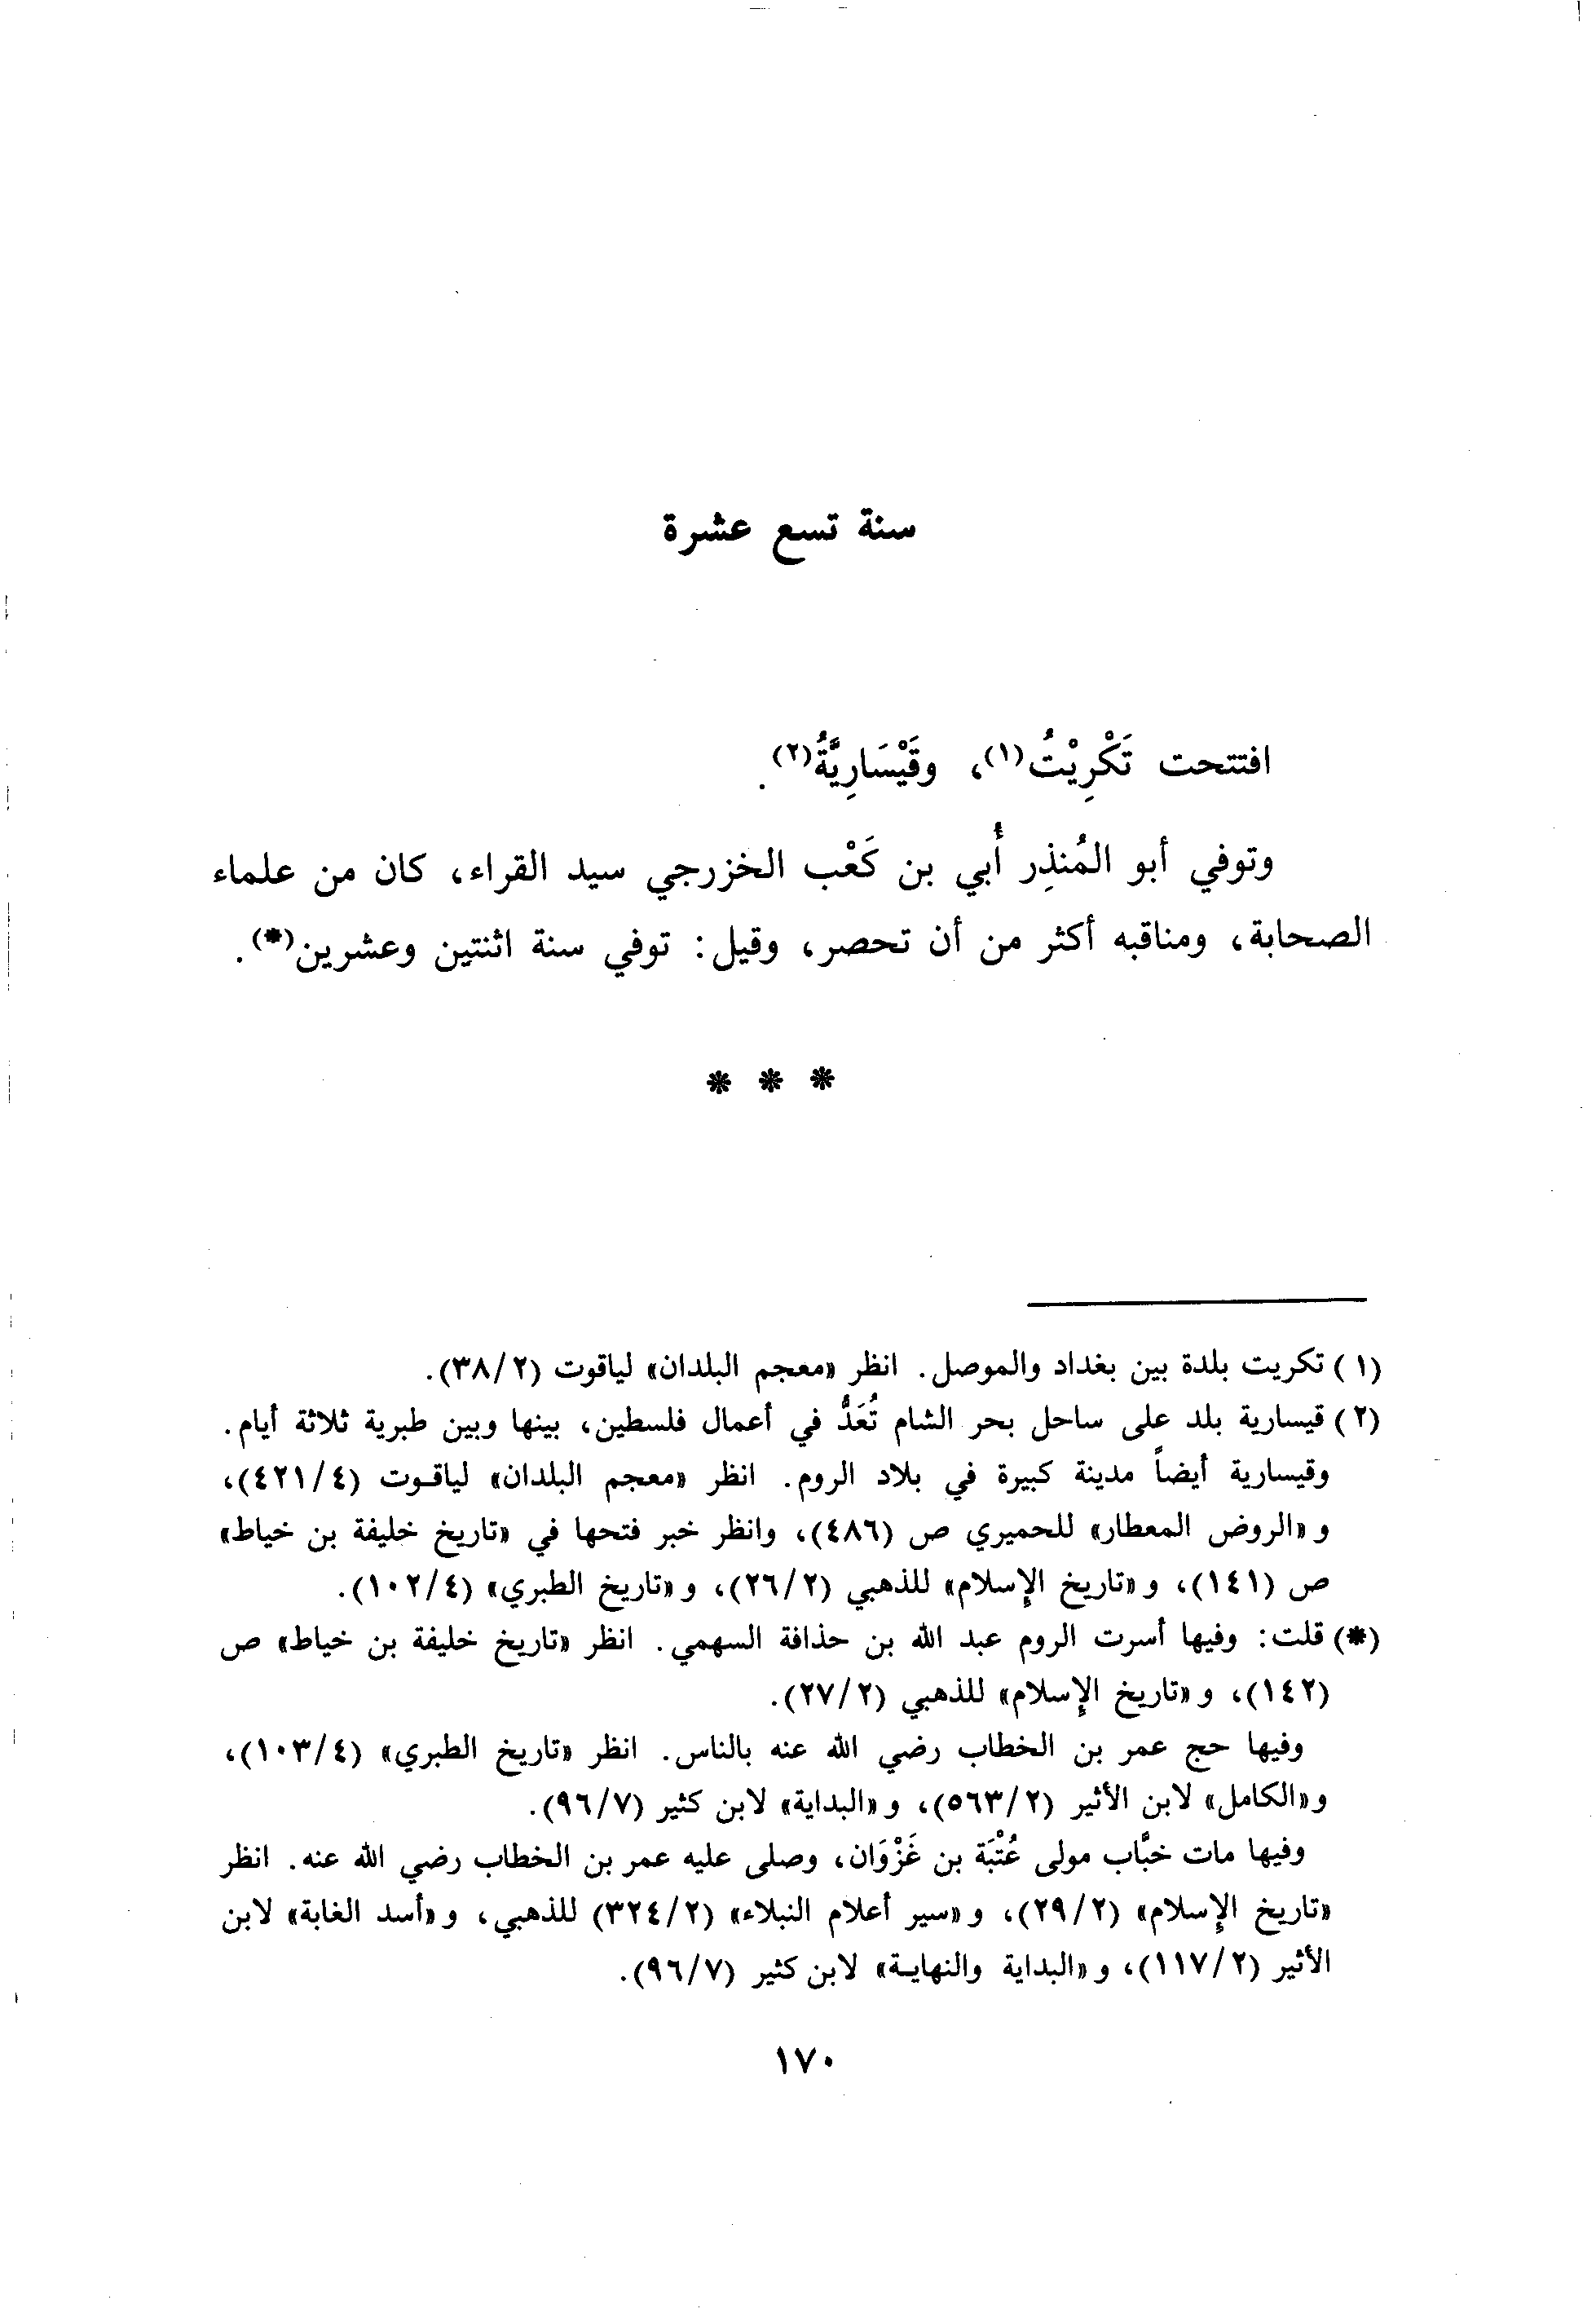 سنة تسع عشرة
افتتحت تَكْرِيْتُ(١)، وقَيْسَارِيَّةُ(٢).
وتوفي أبو المُنذِر أُبي بن كَعْب الخزرجي سيد القراء، كان من علماء
الصحابة، ومناقبه أكثر من أن تحصر، وقيل: توفي سنة اثنتين وعشرين(*).
* * *
(١) تكريت بلدة بين بغداد والموصل. انظر «معجم البلدان» لياقوت (٣٨/٢).
(٢) قيسارية بلد على ساحل بحر الشام تُعَدُّ في أعمال فلسطين، بينها وبين طبرية ثلاثة أيام.
وقيسارية أيضاً مدينة كبيرة في بلاد الروم. انظر «معجم البلدان» لياقوت (٤٢١/٤)،
و«الروض المعطار» للحميري ص (٤٨٦)، وانظر خبر فتحها في «تاريخ خليفة بن خياط»
ص (١٤١)، و«تاريخ الإسلام» للذهبي (٢٦/٢)، و«تاريخ الطبري» (١٠٢/٤).
(*) قلت: وفيها أسرت الروم عبد الله بن حذافة السهمي. انظر «تاريخ خليفة بن خياط» ص
(١٤٢)، و«تاريخ الإسلام» للذهبي (٢٧/٢).
وفيها حج عمر بن الخطاب رضي الله عنه بالناس. انظر «تاريخ الطبري» (١٠٣/٤)،
و«الكامل» لابن الأثير (٥٦٣/٢)، و«البداية» لابن كثير (٩٦/٧).
وفيها مات خبَّاب مولى عُتْبَة بن غَزْوَان، وصلى عليه عمر بن الخطاب رضي الله عنه. انظر
«تاريخ الإسلام» (٢٩/٢)، و«سير أعلام النبلاء» (٣٢٤/٢) للذهبي، و«أسد الغابة» لابن
الأثير (١١٧/٢)، و«البداية والنهاية» لابن كثير (٩٦/٧).
١٧٠